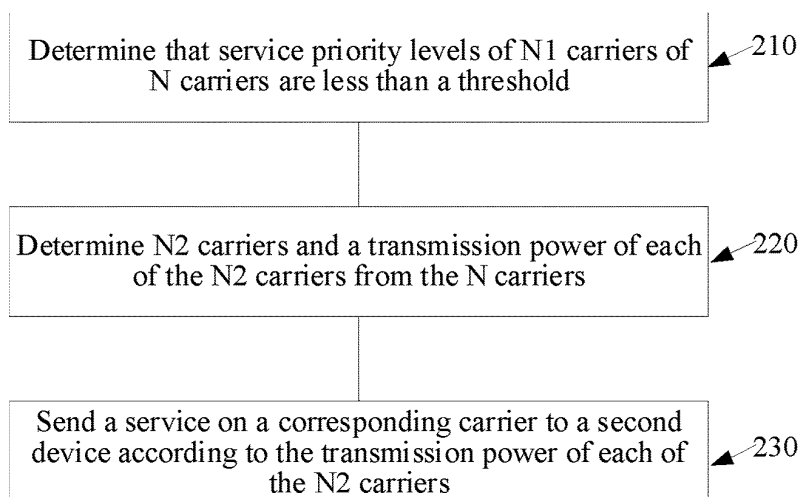 Determine that service priority levels of N1 carriers of
N carriers are less than a threshold
210
Determine N2 carriers and a transmission power of each
of the N2 carriers from the N carriers
220
Send a service on a corresponding carrier to a second
device according to the transmission power of each of
the N2 carriers
230